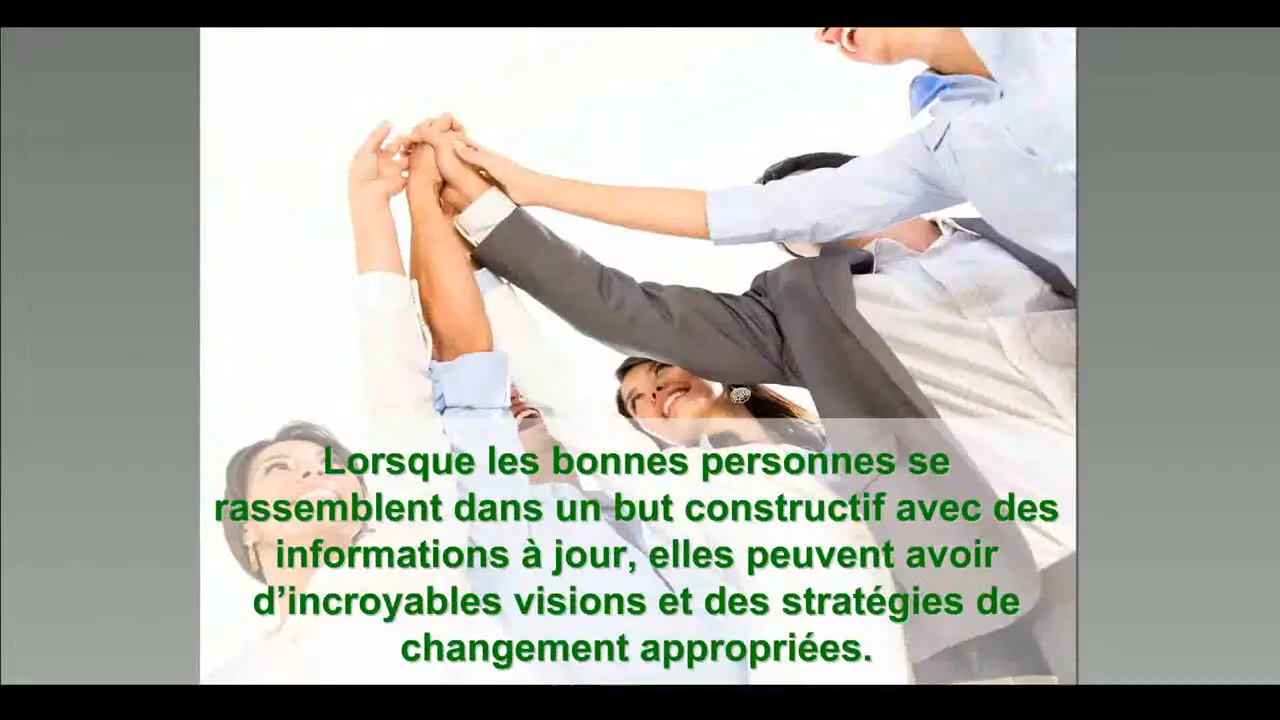 Lorsque les bonnes personnes se
rassemblent dans un but constructif avec des
informations à jour, elles peuvent avoir
d’incroyables visions et des stratégies de
changement appropriées.